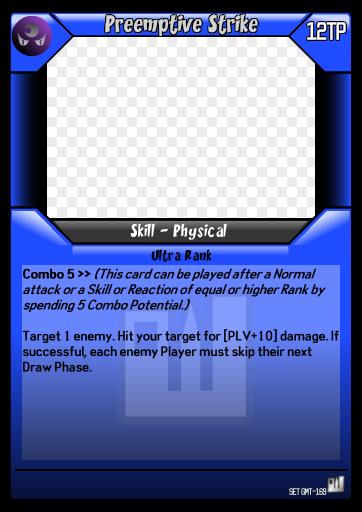 Preemptive Strike
12TP
Skill - Physical
Ultra Rank
Combo 5 >> (This card can be played after a Normal
attack or a Skill or Reaction of equal or higher Rank by
spending 5 Combo Potential.)
Target 1 enemy. Hit your target for [PLV+10] damage. If
successful, each enemy Player must skip their next
Draw Phase.
SET GMT-169